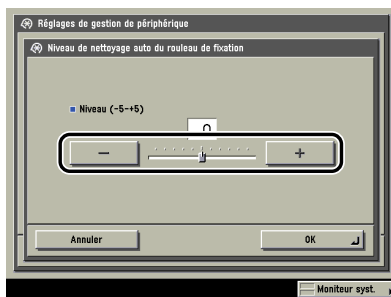 Réglages de gestion de périphérique
Niveau de nettoyage auto du rouleau de fixation
Niveau (-5~+5)
0
− +
Annuler OK
Moniteur syst.